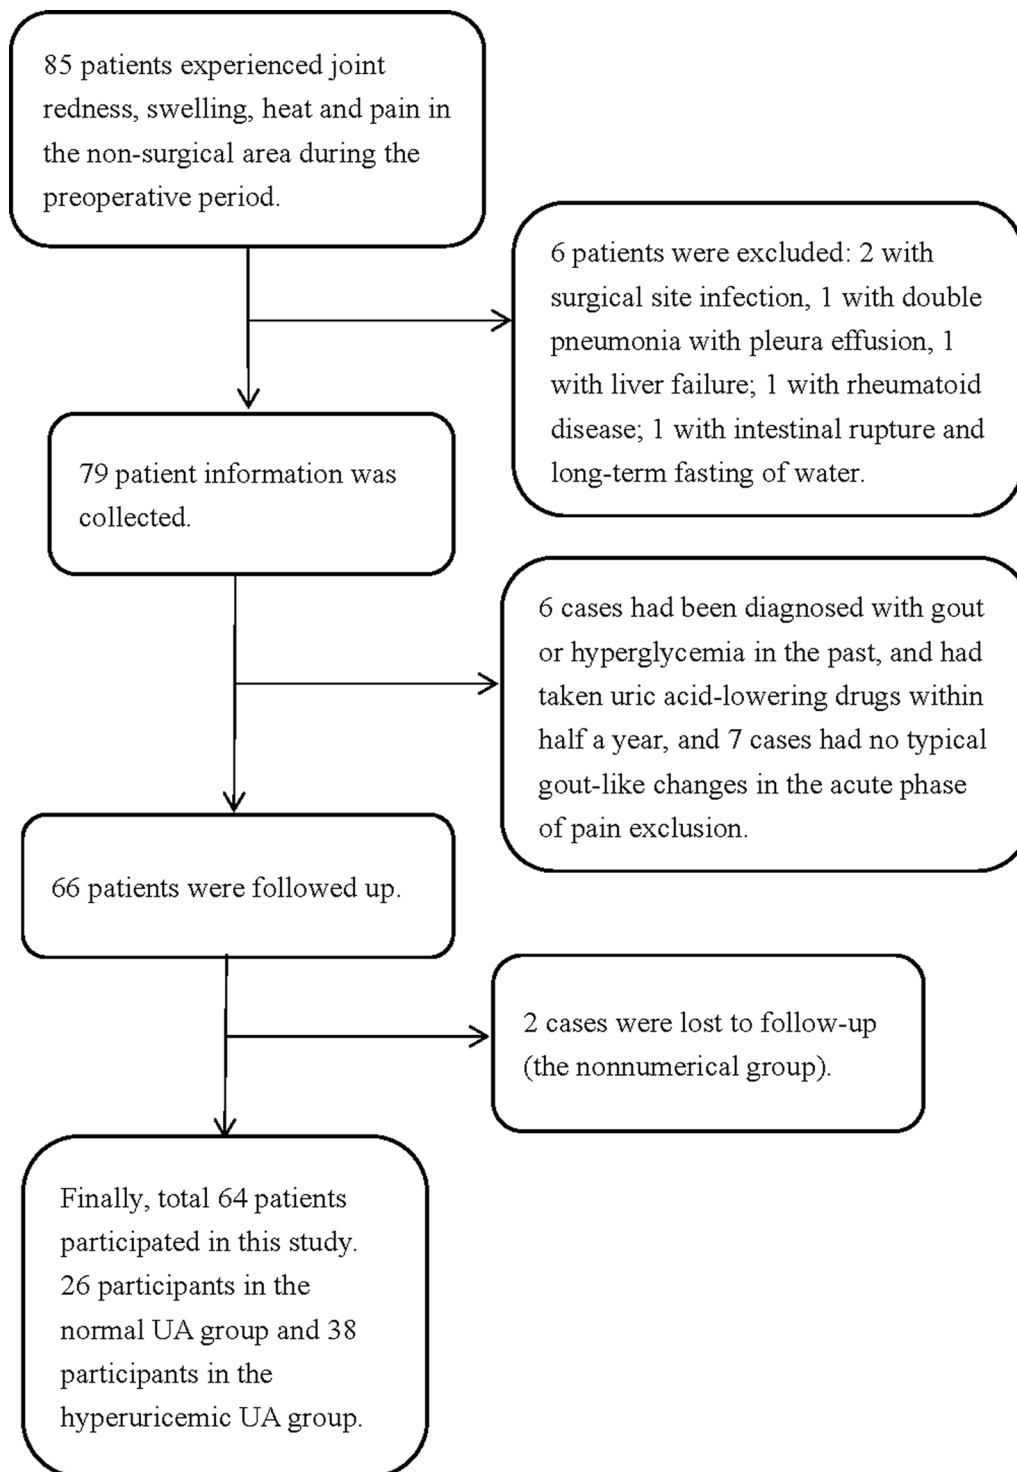 85 patients experienced joint
redness, swelling, heat and pain in
the non-surgical area during the
preoperative period.
6 patients were excluded: 2 with
surgical site infection, 1 with double
pneumonia with pleura effusion, 1
with liver failure; 1 with rheumatoid
disease; 1 with intestinal rupture and
long-term fasting of water.
79 patient information was
collected.
6 cases had been diagnosed with gout
or hyperglycemia in the past, and had
taken uric acid-lowering drugs within
half a year, and 7 cases had no typical
gout-like changes in the acute phase
of pain exclusion.
66 patients were followed up.
2 cases were lost to follow-up
(the nonnumerical group).
Finally, total 64 patients
participated in this study.
26 participants in the
normal UA group and 38
participants in the
hyperuricemic UA group.